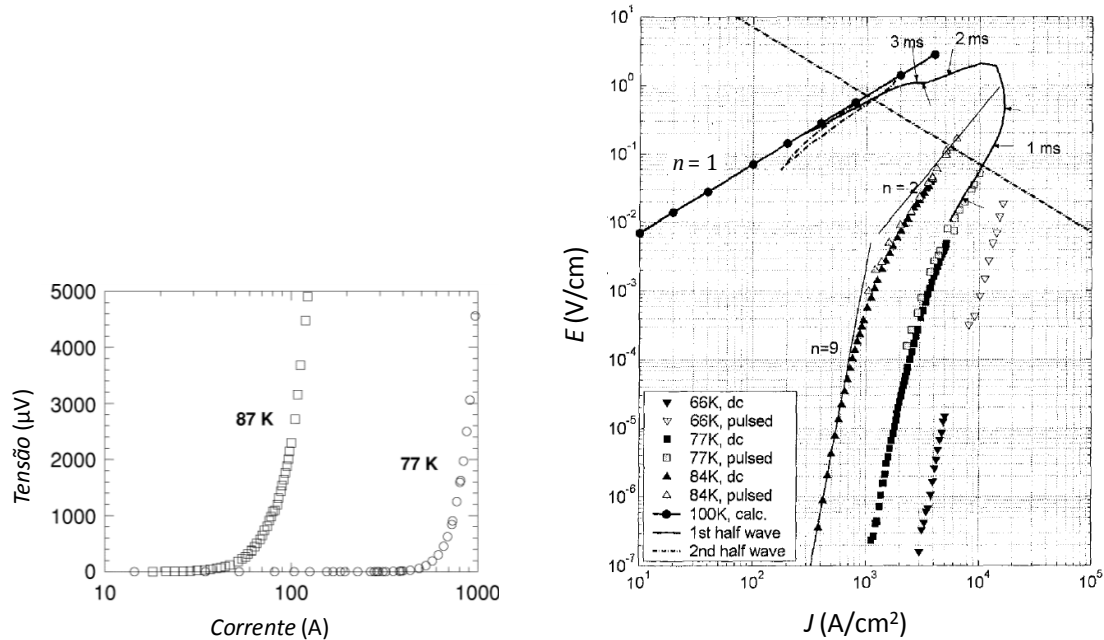 5000
4000
3000
2000
1000
0
87 K
77 K
10
100
1000
Tensão (μV)
Corrente (A)
10¹
10⁰
10⁻¹
10⁻²
10⁻³
10⁻⁴
10⁻⁵
10⁻⁶
10⁻⁷
E (V/cm)
3 ms
2 ms
1 ms
n = 1
n = 2
n=9
66K, dc
66K, pulsed
77K, dc
77K, pulsed
84K, dc
84K, pulsed
100K, calc.
1st half wave
2nd half wave
10¹
10²
10³
10⁴
10⁵
J (A/cm²)